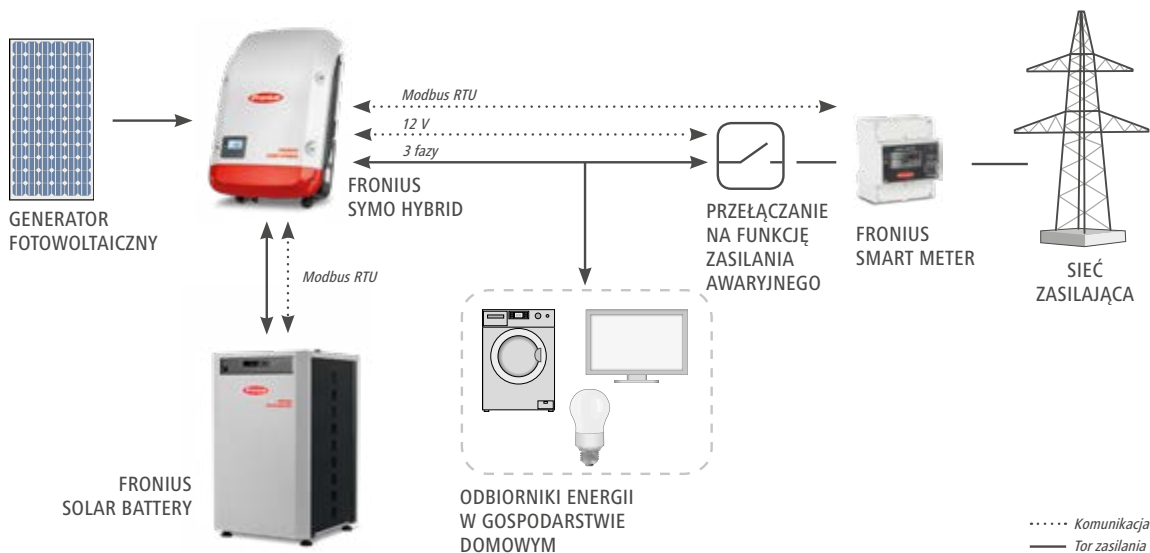 GENERATOR
FOTOWOLTAICZNY
FRONIUS
SYMO HYBRID
Modbus RTU
12 V
3 fazy
PRZEŁĄCZANIE
NA FUNKCJĘ
ZASILANIA
AWARYJNEGO
FRONIUS
SMART METER
SIEĆ
ZASILAJĄCA
Modbus RTU
FRONIUS
SOLAR BATTERY
ODBIORNIKI ENERGII
W GOSPODARSTWIE
DOMOWYM
Komunikacja
Tor zasilania